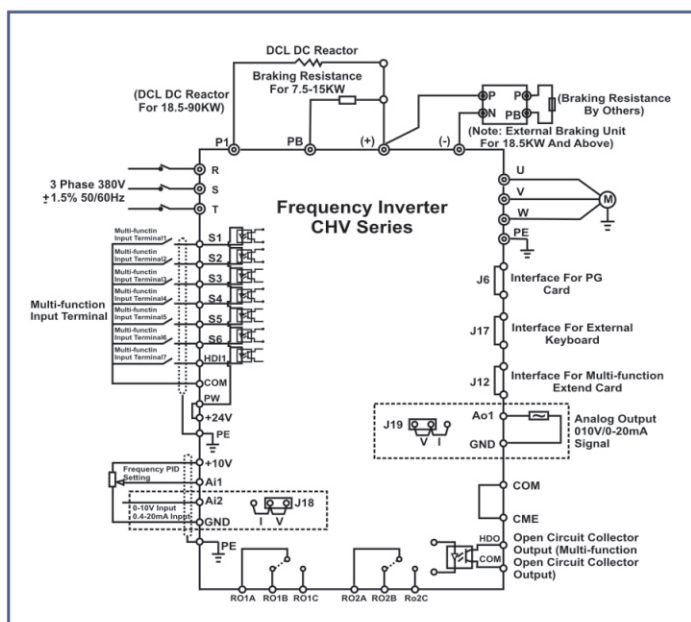 DCL DC Reactor
Braking Resistance
For 7.5-15KW
(DCL DC Reactor
For 18.5-90KW)
P
P
N
PB
(Braking Resistance
By Others)
(Note: External Braking Unit
For 18.5KW And Above)
P1
PB
(+)
(-)
R
S
T
3 Phase 380V
±1.5% 50/60Hz
Frequency Inverter
CHV Series
U
V
W
M
PE
Multi-functin
Input Terminal1
S1
Multi-functin
Input Terminal2
S2
Multi-functin
Input Terminal3
S3
Multi-functin
Input Terminal4
S4
Multi-functin
Input Terminal5
S5
Multi-functin
Input Terminal6
S6
Multi-functin
Input Terminal7
HDI1
Multi-function
Input Terminal
COM
PW
+24V
PE
J6
Interface For PG
Card
J17
Interface For External
Keyboard
J12
Interface For Multi-function
Extend Card
J19
V I
Ao1
GND
Analog Output
010V/0-20mA
Signal
+10V
Frequency PID
Setting
Ai1
Ai2
0-10V Input
0.4-20mA Input
GND
J18
I V
PE
COM
CME
HDO
COM
Open Circuit Collector
Output (Multi-function
Open Circuit Collector
Output)
RO1A RO1B RO1C
RO2A RO2B Ro2C